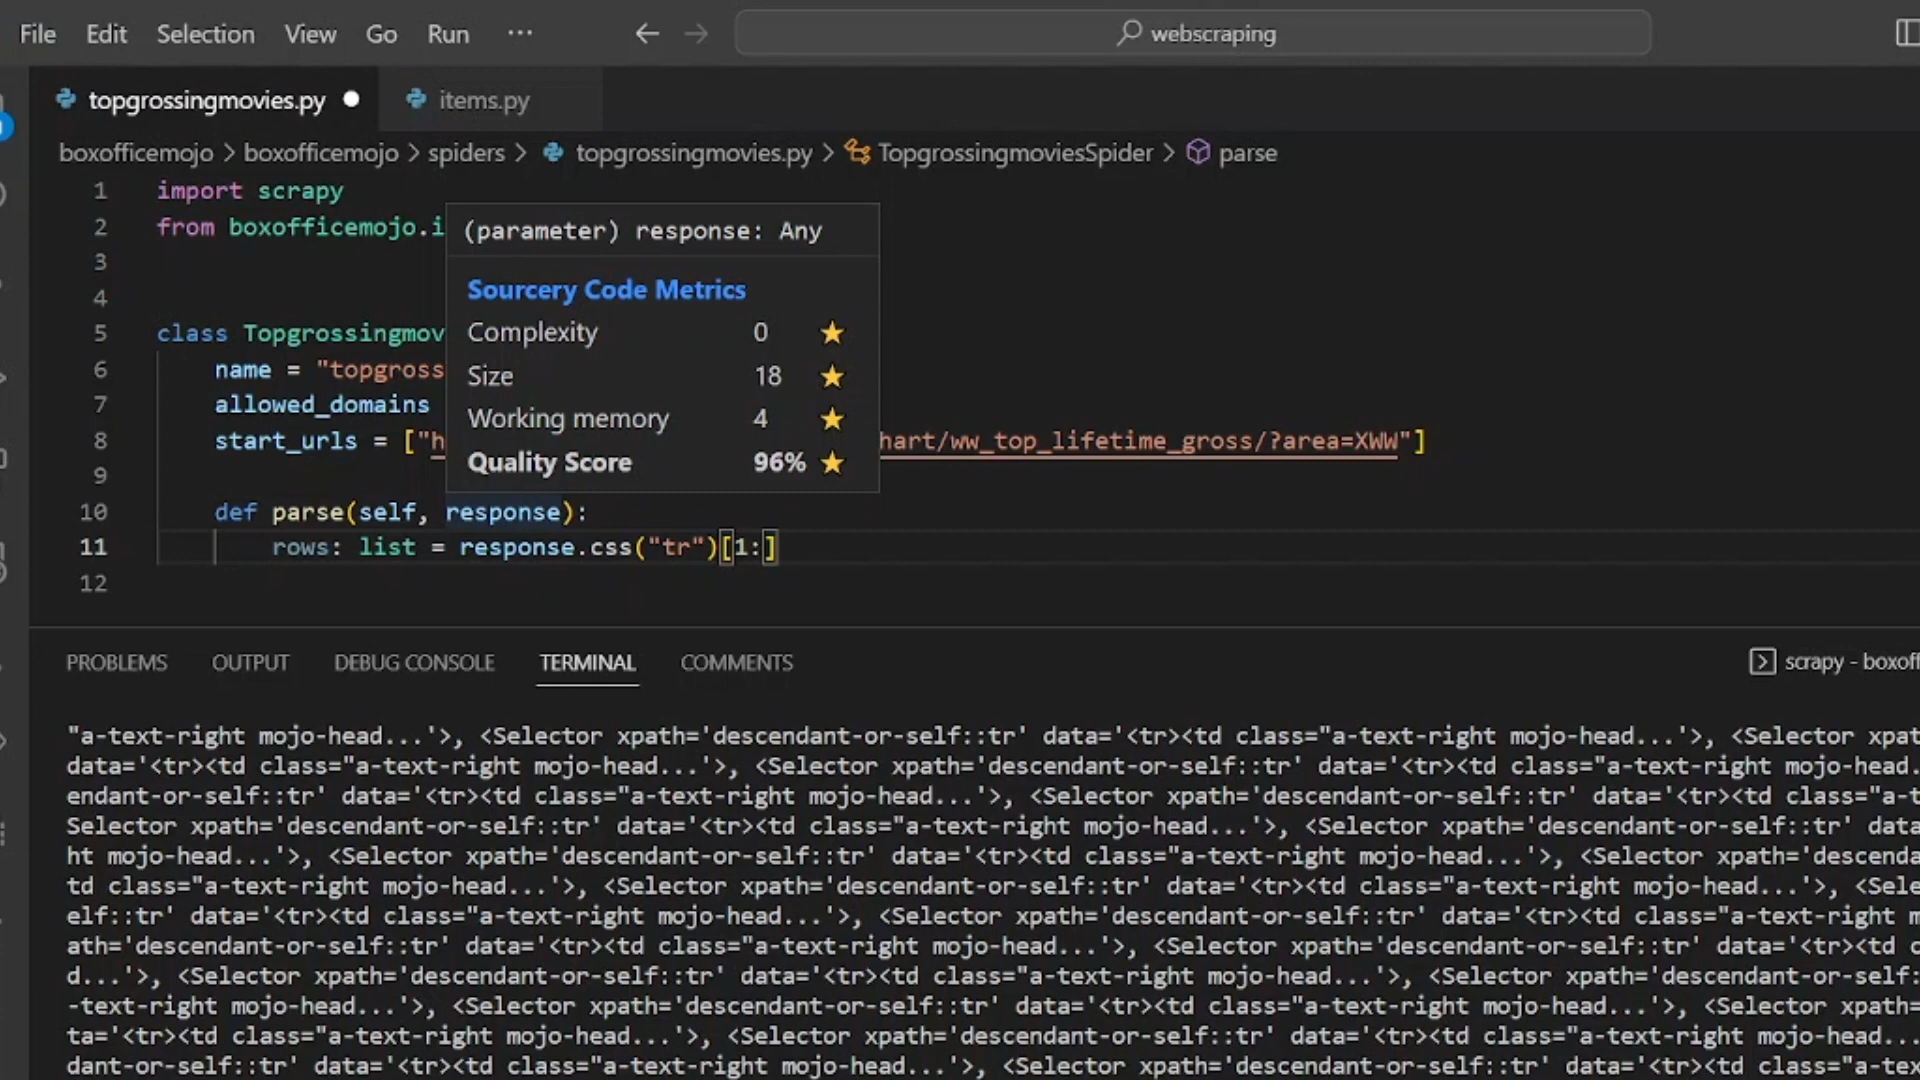 File Edit Selection View Go Run ··· ← → webscraping
topgrossingmovies.py ● items.py
boxofficemojo > boxofficemojo > spiders > topgrossingmovies.py > TopgrossingmoviesSpider > parse
1 import scrapy
2 from boxofficemojo.i
(parameter) response: Any
3
Sourcery Code Metrics
4
Complexity 0 ★
5 class Topgrossingmov
6 name = "topgross
Size 18 ★
7 allowed_domains
Working memory 4 ★
8 start_urls = ["h hart/ww_top_lifetime_gross/?area=XWW"]
Quality Score 96% ★
9
10 def parse(self, response):
11 rows: list = response.css("tr")[1:]
12
PROBLEMS OUTPUT DEBUG CONSOLE TERMINAL COMMENTS scrapy - boxoff
"a-text-right mojo-head...'>, <Selector xpath='descendant-or-self::tr' data='<tr><td class="a-text-right mojo-head...'>, <Selector xpat
data='<tr><td class="a-text-right mojo-head...'>, <Selector xpath='descendant-or-self::tr' data='<tr><td class="a-text-right mojo-head.
endant-or-self::tr' data='<tr><td class="a-text-right mojo-head...'>, <Selector xpath='descendant-or-self::tr' data='<tr><td class="a-t
Selector xpath='descendant-or-self::tr' data='<tr><td class="a-text-right mojo-head...'>, <Selector xpath='descendant-or-self::tr' data
ht mojo-head...'>, <Selector xpath='descendant-or-self::tr' data='<tr><td class="a-text-right mojo-head...'>, <Selector xpath='descenda
td class="a-text-right mojo-head...'>, <Selector xpath='descendant-or-self::tr' data='<tr><td class="a-text-right mojo-head...'>, <Sele
elf::tr' data='<tr><td class="a-text-right mojo-head...'>, <Selector xpath='descendant-or-self::tr' data='<tr><td class="a-text-right m
ath='descendant-or-self::tr' data='<tr><td class="a-text-right mojo-head...'>, <Selector xpath='descendant-or-self::tr' data='<tr><td c
d...'>, <Selector xpath='descendant-or-self::tr' data='<tr><td class="a-text-right mojo-head...'>, <Selector xpath='descendant-or-self:
-text-right mojo-head...'>, <Selector xpath='descendant-or-self::tr' data='<tr><td class="a-text-right mojo-head...'>, <Selector xpath=
ta='<tr><td class="a-text-right mojo-head...'>, <Selector xpath='descendant-or-self::tr' data='<tr><td class="a-text-right mojo-head...
dant-or-self::tr' data='<tr><td class="a-text-right mojo-head...'>, <Selector xpath='descendant-or-self::tr' data='<tr><td class="a-tex